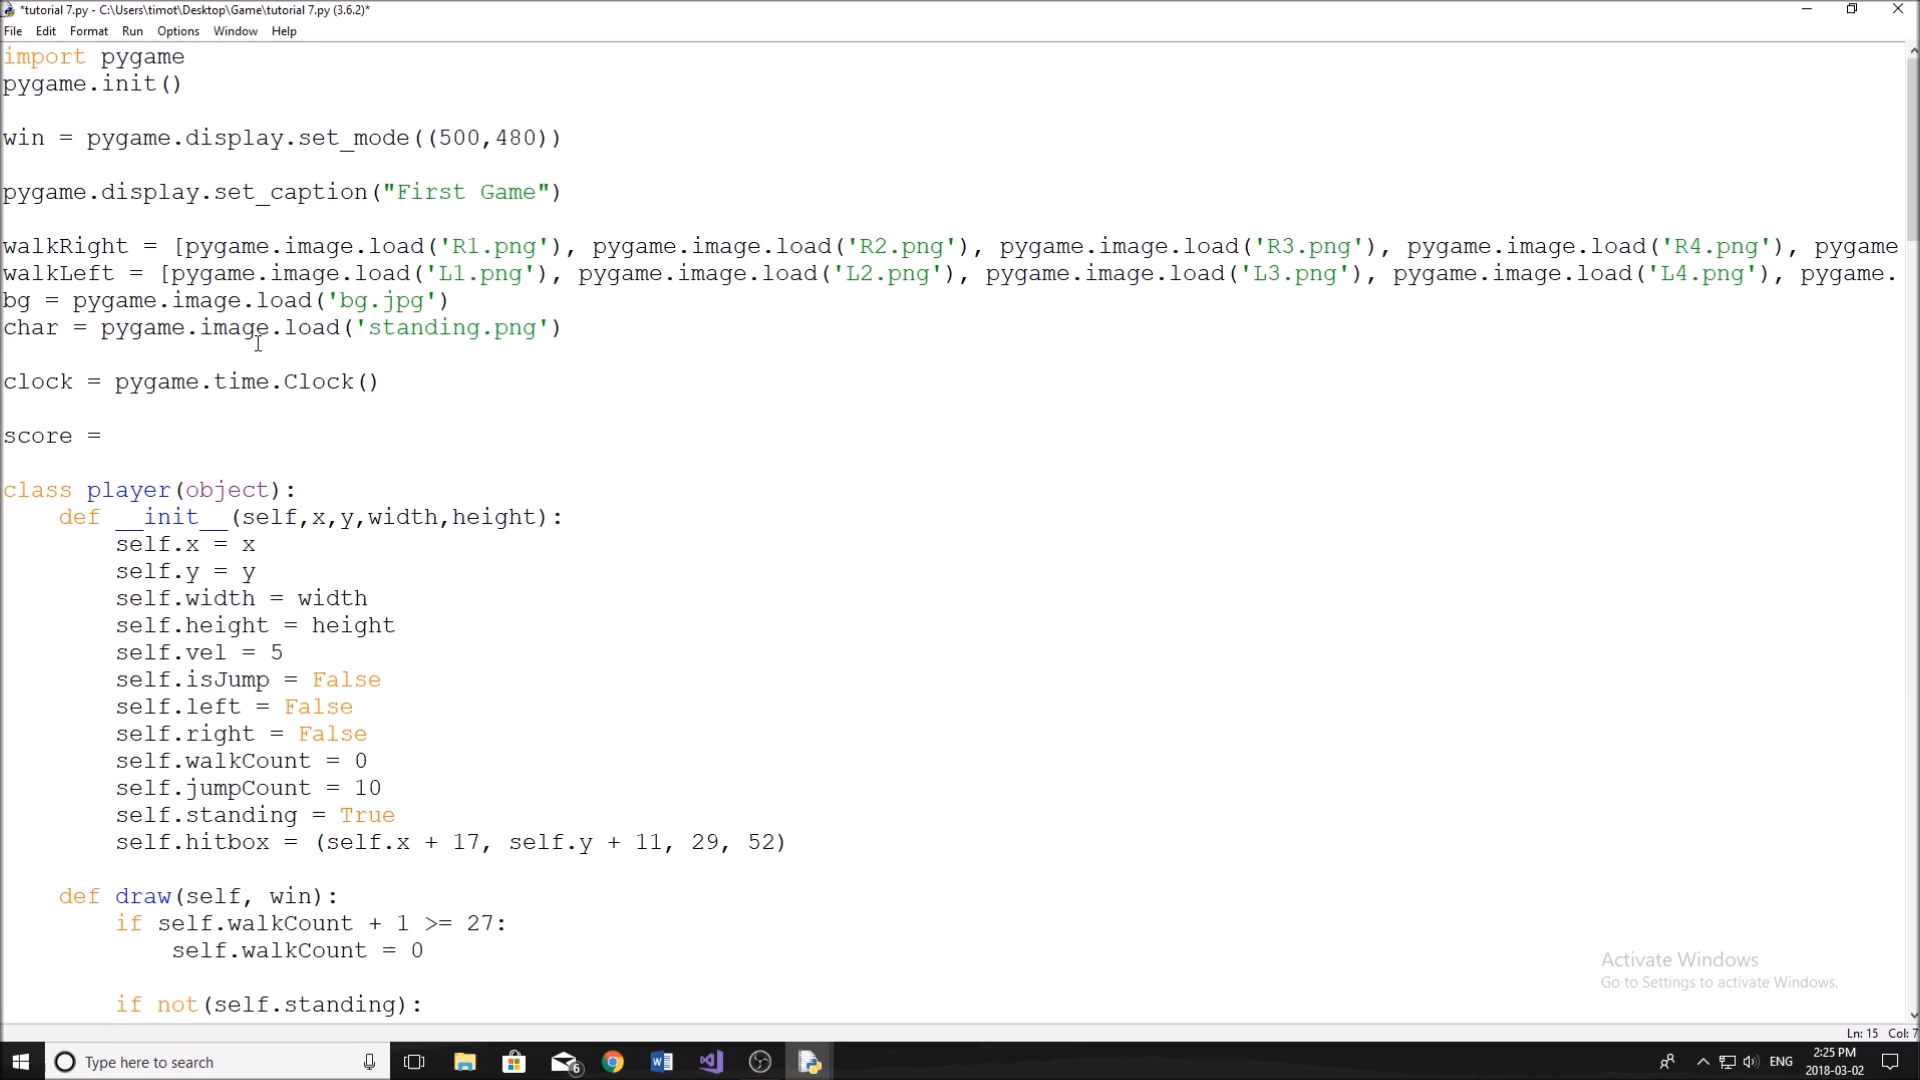 *tutorial 7.py - C:\Users\timot\Desktop\Game\tutorial 7.py (3.6.2)*
File Edit Format Run Options Window Help
import pygame
pygame.init()
win = pygame.display.set_mode((500,480))
pygame.display.set_caption("First Game")
walkRight = [pygame.image.load('R1.png'), pygame.image.load('R2.png'), pygame.image.load('R3.png'), pygame.image.load('R4.png'), pygame
walkLeft = [pygame.image.load('L1.png'), pygame.image.load('L2.png'), pygame.image.load('L3.png'), pygame.image.load('L4.png'), pygame.
bg = pygame.image.load('bg.jpg')
char = pygame.image.load('standing.png')
clock = pygame.time.Clock()
score =
class player(object):
    def __init__(self,x,y,width,height):
        self.x = x
        self.y = y
        self.width = width
        self.height = height
        self.vel = 5
        self.isJump = False
        self.left = False
        self.right = False
        self.walkCount = 0
        self.jumpCount = 10
        self.standing = True
        self.hitbox = (self.x + 17, self.y + 11, 29, 52)
    def draw(self, win):
        if self.walkCount + 1 >= 27:
            self.walkCount = 0
        if not(self.standing):
Activate Windows
Go to Settings to activate Windows.
Ln: 15 Col: 7
Type here to search
6
ENG
2:25 PM
2018-03-02